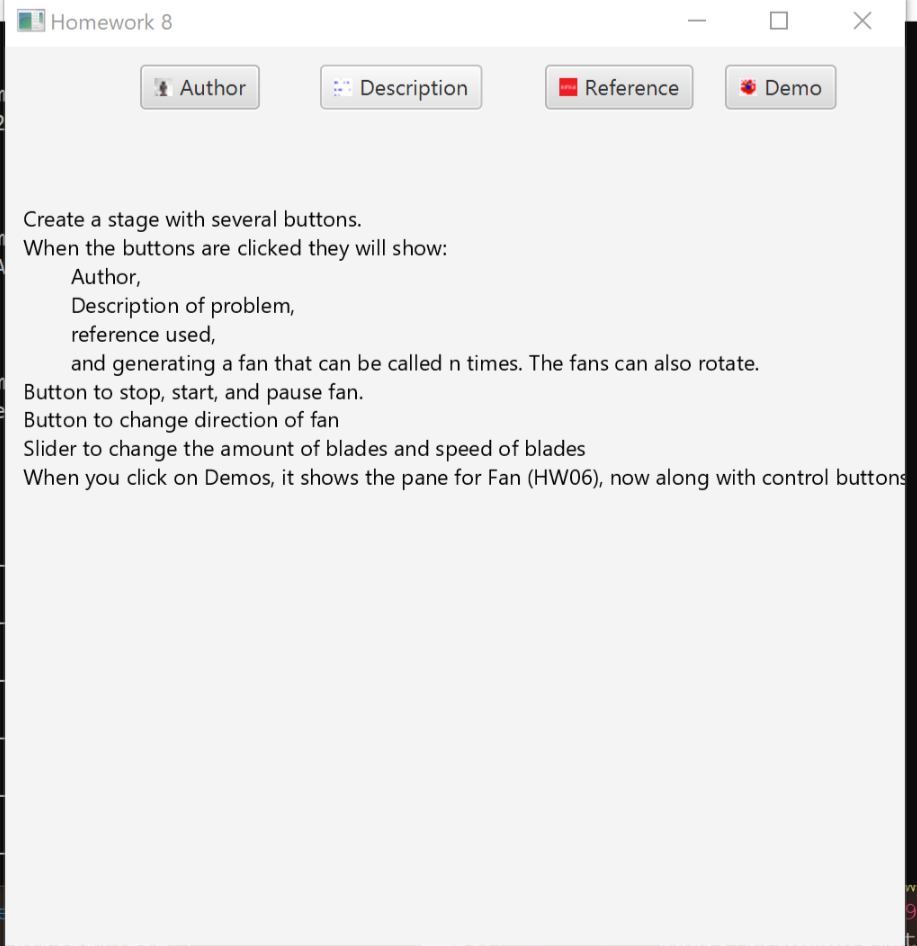 Homework 8
Author Description Reference Demo
Create a stage with several buttons.
When the buttons are clicked they will show:
Author,
Description of problem,
reference used,
and generating a fan that can be called n times. The fans can also rotate.
Button to stop, start, and pause fan.
Button to change direction of fan
Slider to change the amount of blades and speed of blades
When you click on Demos, it shows the pane for Fan (HW06), now along with control buttons